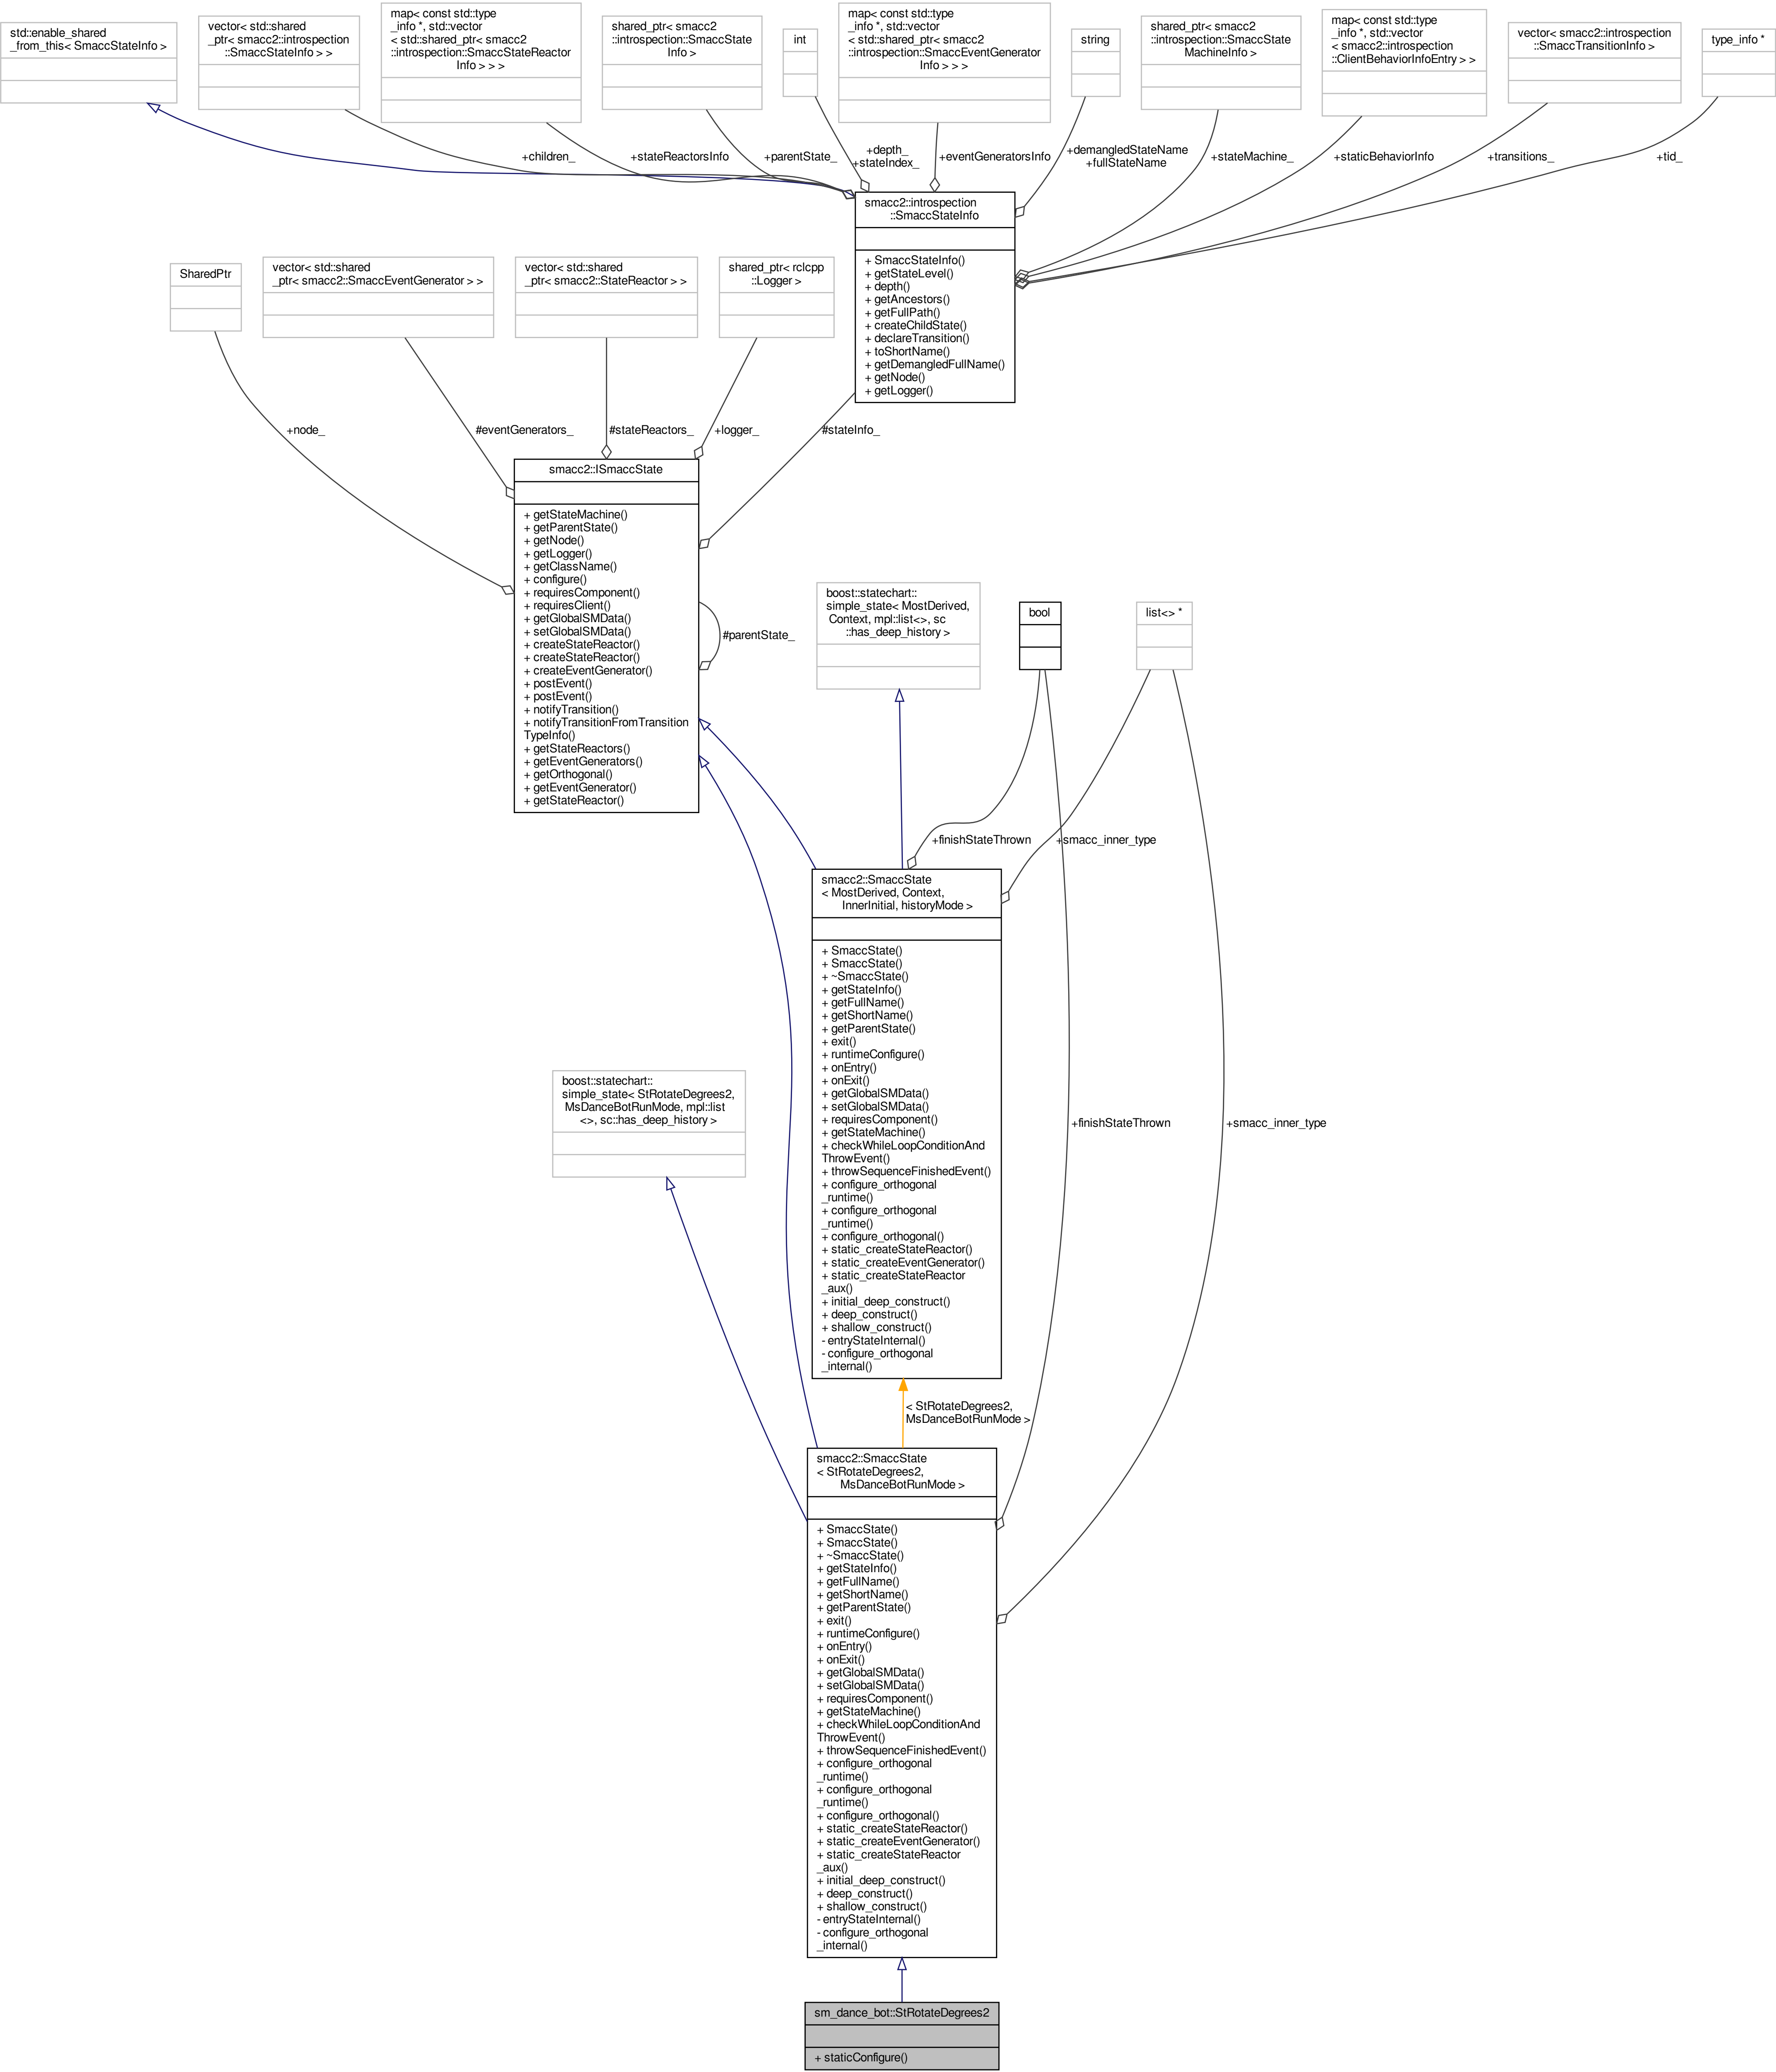 std::enable_shared
_from_this< SmaccStateInfo >
vector< std::shared
_ptr< smacc2::introspection
::SmaccStateInfo > >
map< const std::type
_info *, std::vector
< std::shared_ptr< smacc2
::introspection::SmaccStateReactor
Info > > >
shared_ptr< smacc2
::introspection::SmaccState
Info >
int
map< const std::type
_info *, std::vector
< std::shared_ptr< smacc2
::introspection::SmaccEventGenerator
Info > > >
string
shared_ptr< smacc2
::introspection::SmaccState
MachineInfo >
map< const std::type
_info *, std::vector
< smacc2::introspection
::ClientBehaviorInfoEntry > >
vector< smacc2::introspection
::SmaccTransitionInfo >
type_info *
+children_
+stateReactorsInfo
+parentState_
+depth_
+stateIndex_
+eventGeneratorsInfo
+demangledStateName
+fullStateName
+stateMachine_
+staticBehaviorInfo
+transitions_
+tid_
smacc2::introspection
::SmaccStateInfo
+ SmaccStateInfo()
+ getStateLevel()
+ depth()
+ getAncestors()
+ getFullPath()
+ createChildState()
+ declareTransition()
+ toShortName()
+ getDemangledFullName()
+ getNode()
+ getLogger()
SharedPtr
vector< std::shared
_ptr< smacc2::SmaccEventGenerator > >
vector< std::shared
_ptr< smacc2::StateReactor > >
shared_ptr< rclcpp
::Logger >
+node_
#eventGenerators_
#stateReactors_
+logger_
#stateInfo_
smacc2::ISmaccState
+ getStateMachine()
+ getParentState()
+ getNode()
+ getLogger()
+ getClassName()
+ configure()
+ requiresComponent()
+ requiresClient()
+ getGlobalSMData()
+ setGlobalSMData()
+ createStateReactor()
+ createStateReactor()
+ createEventGenerator()
+ postEvent()
+ postEvent()
+ notifyTransition()
+ notifyTransitionFromTransition
TypeInfo()
+ getStateReactors()
+ getEventGenerators()
+ getOrthogonal()
+ getEventGenerator()
+ getStateReactor()
#parentState_
boost::statechart::
simple_state< MostDerived,
Context, mpl::list<>, sc
::has_deep_history >
bool
list<> *
+finishStateThrown
+smacc_inner_type
smacc2::SmaccState
< MostDerived, Context,
InnerInitial, historyMode >
+ SmaccState()
+ SmaccState()
+ ~SmaccState()
+ getStateInfo()
+ getFullName()
+ getShortName()
+ getParentState()
+ exit()
+ runtimeConfigure()
+ onEntry()
+ onExit()
+ getGlobalSMData()
+ setGlobalSMData()
+ requiresComponent()
+ getStateMachine()
+ checkWhileLoopConditionAnd
ThrowEvent()
+ throwSequenceFinishedEvent()
+ configure_orthogonal
_runtime()
+ configure_orthogonal
_runtime()
+ configure_orthogonal()
+ static_createStateReactor()
+ static_createEventGenerator()
+ static_createStateReactor
_aux()
+ initial_deep_construct()
+ deep_construct()
+ shallow_construct()
- entryStateInternal()
- configure_orthogonal
_internal()
boost::statechart::
simple_state< StRotateDegrees2,
MsDanceBotRunMode, mpl::list
<>, sc::has_deep_history >
+finishStateThrown
+smacc_inner_type
< StRotateDegrees2,
MsDanceBotRunMode >
smacc2::SmaccState
< StRotateDegrees2,
MsDanceBotRunMode >
+ SmaccState()
+ SmaccState()
+ ~SmaccState()
+ getStateInfo()
+ getFullName()
+ getShortName()
+ getParentState()
+ exit()
+ runtimeConfigure()
+ onEntry()
+ onExit()
+ getGlobalSMData()
+ setGlobalSMData()
+ requiresComponent()
+ getStateMachine()
+ checkWhileLoopConditionAnd
ThrowEvent()
+ throwSequenceFinishedEvent()
+ configure_orthogonal
_runtime()
+ configure_orthogonal
_runtime()
+ configure_orthogonal()
+ static_createStateReactor()
+ static_createEventGenerator()
+ static_createStateReactor
_aux()
+ initial_deep_construct()
+ deep_construct()
+ shallow_construct()
- entryStateInternal()
- configure_orthogonal
_internal()
sm_dance_bot::StRotateDegrees2
+ staticConfigure()